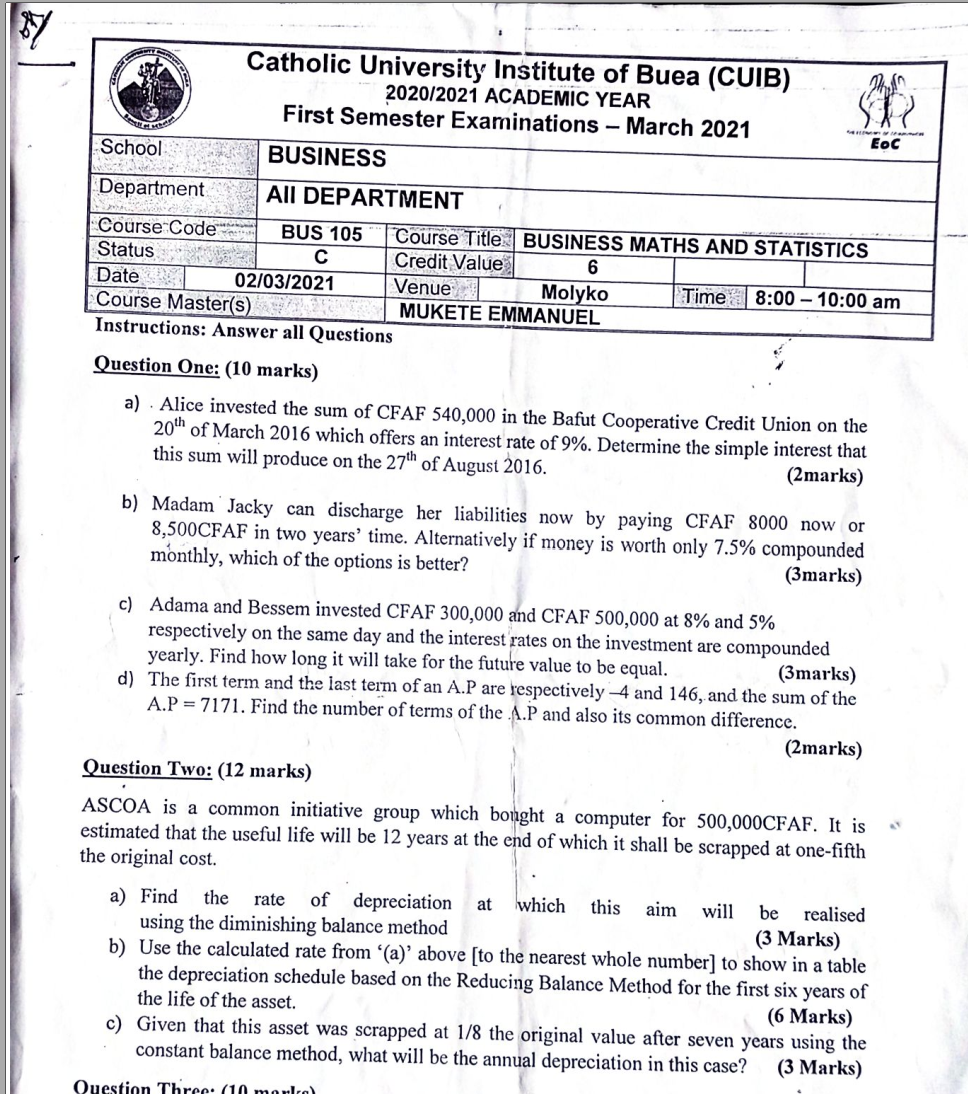 Catholic University Institute of Buea (CUIB)
2020/2021 ACADEMIC YEAR
First Semester Examinations – March 2021
EoC
School BUSINESS
Department All DEPARTMENT
Course Code BUS 105 Course Title BUSINESS MATHS AND STATISTICS
Status C Credit Value 6
Date 02/03/2021 Venue Molyko Time 8:00 – 10:00 am
Course Master(s) MUKETE EMMANUEL
Instructions: Answer all Questions
Question One: (10 marks)
a) Alice invested the sum of CFAF 540,000 in the Bafut Cooperative Credit Union on the
20th of March 2016 which offers an interest rate of 9%. Determine the simple interest that
this sum will produce on the 27th of August 2016. (2marks)
b) Madam Jacky can discharge her liabilities now by paying CFAF 8000 now or
8,500CFAF in two years' time. Alternatively if money is worth only 7.5% compounded
monthly, which of the options is better? (3marks)
c) Adama and Bessem invested CFAF 300,000 and CFAF 500,000 at 8% and 5%
respectively on the same day and the interest rates on the investment are compounded
yearly. Find how long it will take for the future value to be equal. (3marks)
d) The first term and the last term of an A.P are respectively –4 and 146, and the sum of the
A.P = 7171. Find the number of terms of the A.P and also its common difference.
(2marks)
Question Two: (12 marks)
ASCOA is a common initiative group which bought a computer for 500,000CFAF. It is
estimated that the useful life will be 12 years at the end of which it shall be scrapped at one-fifth
the original cost.
a) Find the rate of depreciation at which this aim will be realised
using the diminishing balance method (3 Marks)
b) Use the calculated rate from '(a)' above [to the nearest whole number] to show in a table
the depreciation schedule based on the Reducing Balance Method for the first six years of
the life of the asset. (6 Marks)
c) Given that this asset was scrapped at 1/8 the original value after seven years using the
constant balance method, what will be the annual depreciation in this case? (3 Marks)
Question Three: (10 marks)